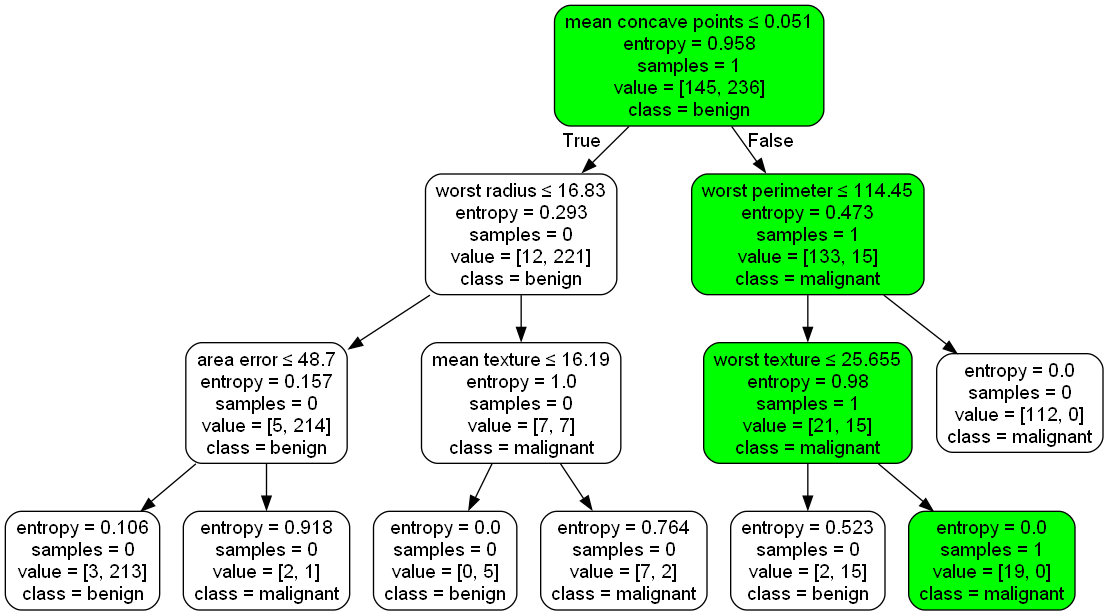 mean concave points ≤ 0.051
entropy = 0.958
samples = 1
value = [145, 236]
class = benign
True
False
worst radius ≤ 16.83
entropy = 0.293
samples = 0
value = [12, 221]
class = benign
worst perimeter ≤ 114.45
entropy = 0.473
samples = 1
value = [133, 15]
class = malignant
area error ≤ 48.7
entropy = 0.157
samples = 0
value = [5, 214]
class = benign
mean texture ≤ 16.19
entropy = 1.0
samples = 0
value = [7, 7]
class = malignant
worst texture ≤ 25.655
entropy = 0.98
samples = 1
value = [21, 15]
class = malignant
entropy = 0.0
samples = 0
value = [112, 0]
class = malignant
entropy = 0.106
samples = 0
value = [3, 213]
class = benign
entropy = 0.918
samples = 0
value = [2, 1]
class = malignant
entropy = 0.0
samples = 0
value = [0, 5]
class = benign
entropy = 0.764
samples = 0
value = [7, 2]
class = malignant
entropy = 0.523
samples = 0
value = [2, 15]
class = benign
entropy = 0.0
samples = 1
value = [19, 0]
class = malignant